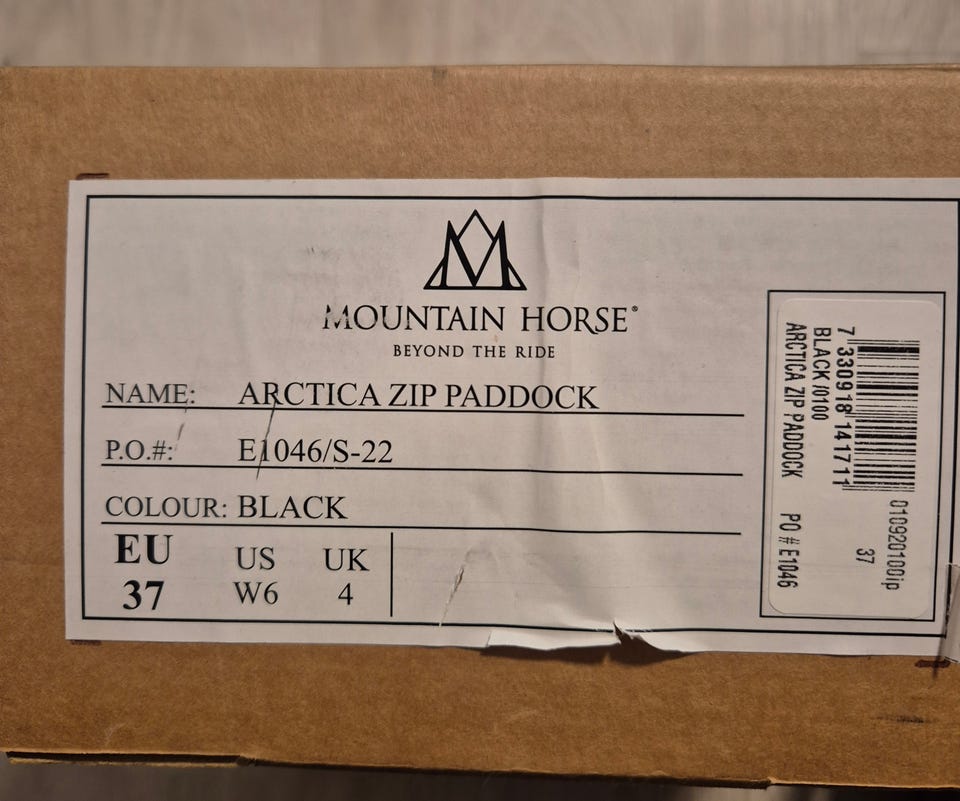 MOUNTAIN HORSE®
BEYOND THE RIDE
NAME: ARCTICA ZIP PADDOCK
P.O.#: E1046/S-22
COLOUR: BLACK
EU US UK
37 W6 4
7 330918 141711
BLACK /0100
ARCTICA ZIP PADDOCK PO # E1046
010920100ip
37